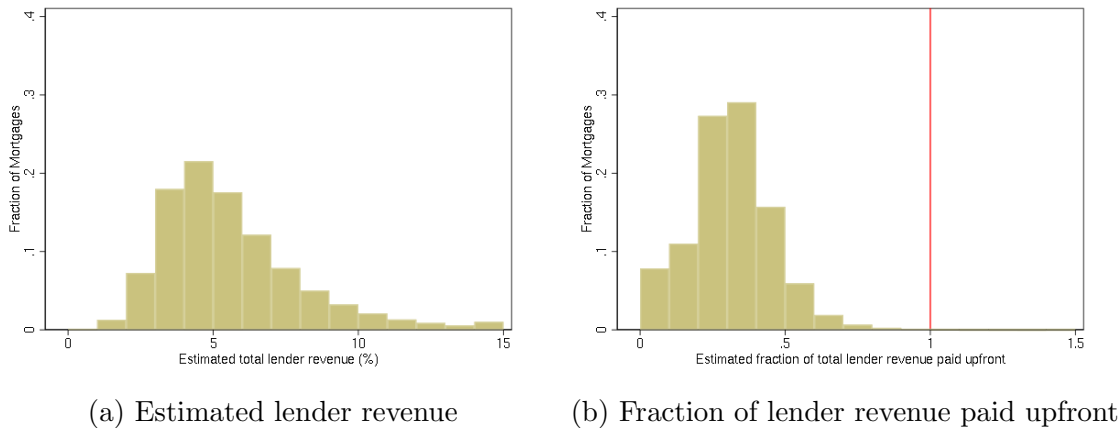 .4
.3
.2
.1
0
Fraction of Mortgages
0 5 10 15
Estimated total lender revenue (%)
(a) Estimated lender revenue
.4
.3
.2
.1
0
Fraction of Mortgages
0 .5 1 1.5
Estimated fraction of total lender revenue paid upfront
(b) Fraction of lender revenue paid upfront